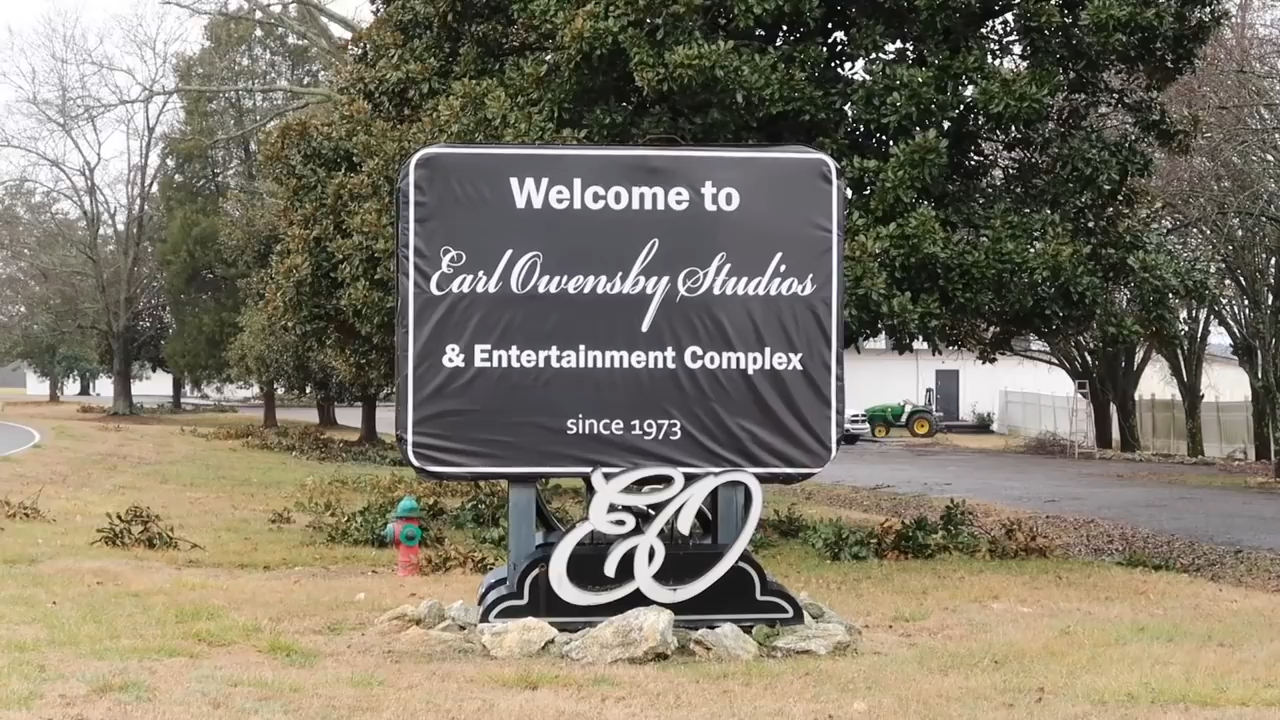 Welcome to
Earl Owensby Studios
& Entertainment Complex
since 1973
EO